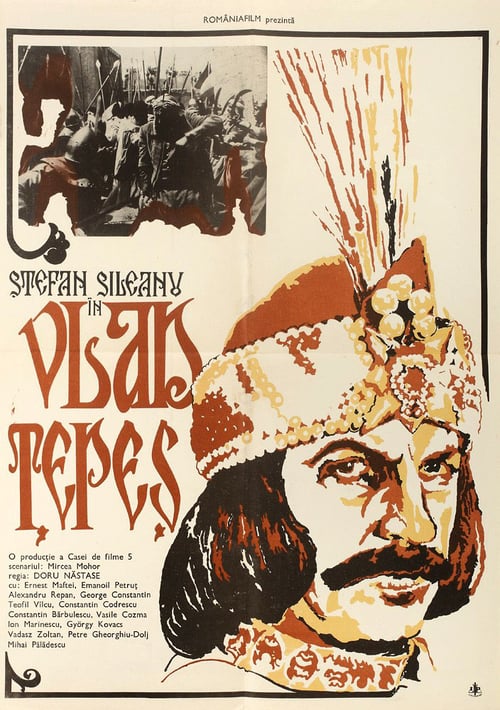 ROMÂNIAFILM prezintă
ȘTEFAN SILEANU
ÎN
VLAD
ȚEPEȘ
O producție a Casei de filme 5
scenariul: Mircea Mohor
regia: DORU NĂSTASE
cu: Ernest Maftei, Emanoil Petruț
Alexandru Repan, George Constantin
Teofil Vîlcu, Constantin Codrescu
Constantin Bărbulescu, Vasile Cozma
Ion Marinescu, György Kovacs
Vadasz Zoltan, Petre Gheorghiu-Dolj
Mihai Pălădescu